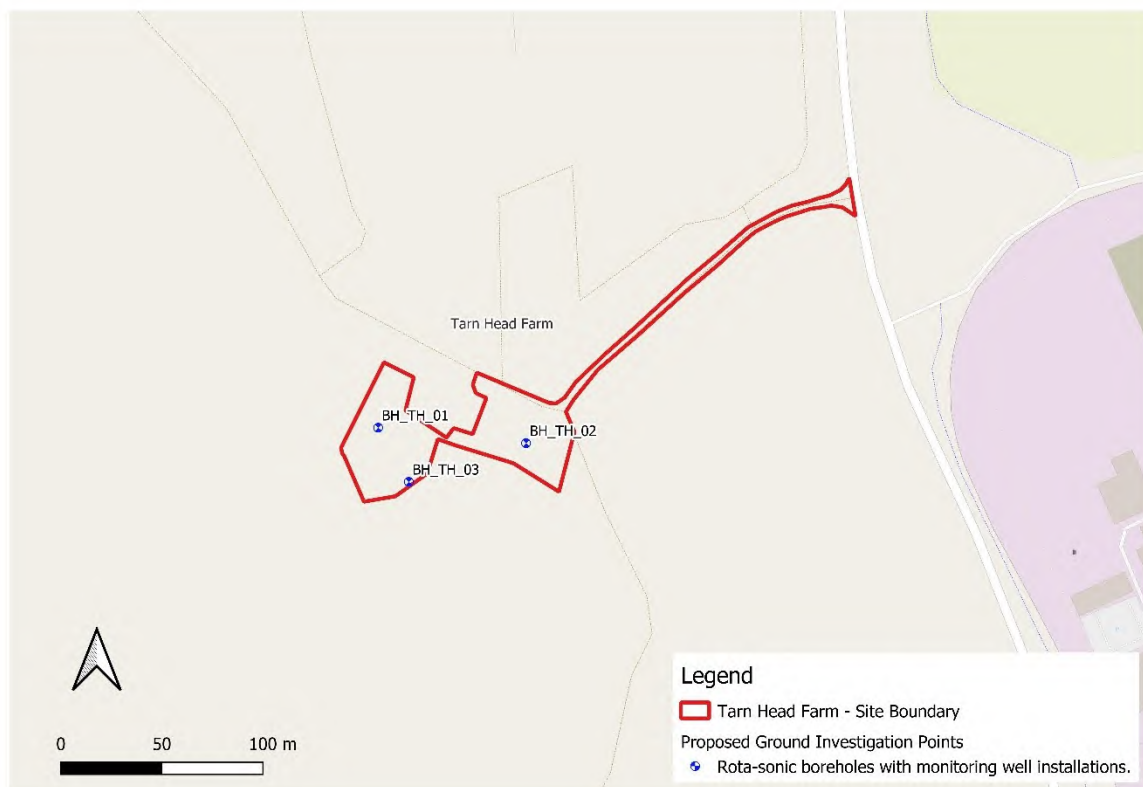 Tarn Head Farm
BH_TH_01
BH_TH_02
BH_TH_03
Legend
Tarn Head Farm - Site Boundary
Proposed Ground Investigation Points
Rota-sonic boreholes with monitoring well installations.
0 50 100 m